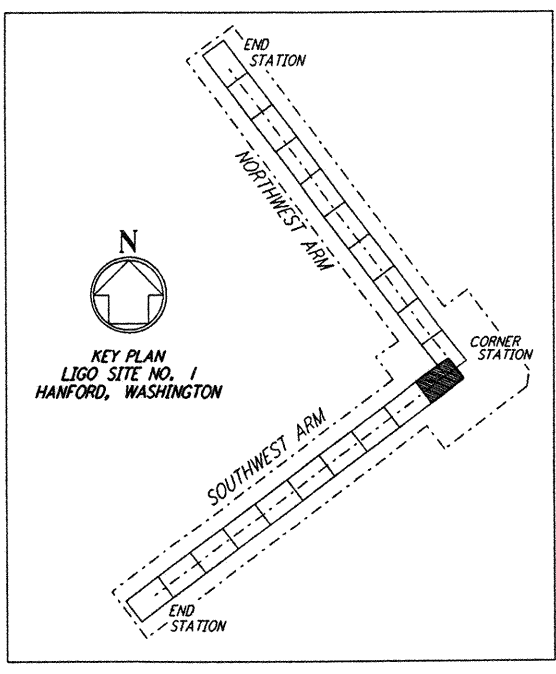 END
STATION
NORTHWEST ARM
N
KEY PLAN
LIGO SITE NO. 1
HANFORD, WASHINGTON
CORNER
STATION
SOUTHWEST ARM
END
STATION